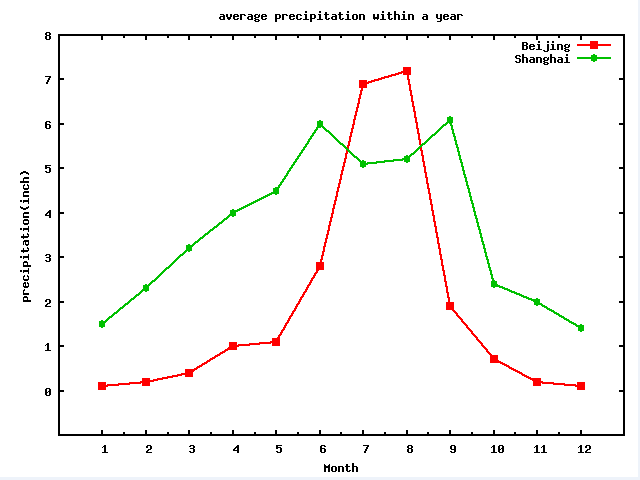 average precipitation within a year
Beijing
Shanghai
8
7
6
5
4
3
2
1
0
precipitation(inch)
1 2 3 4 5 6 7 8 9 10 11 12
Month